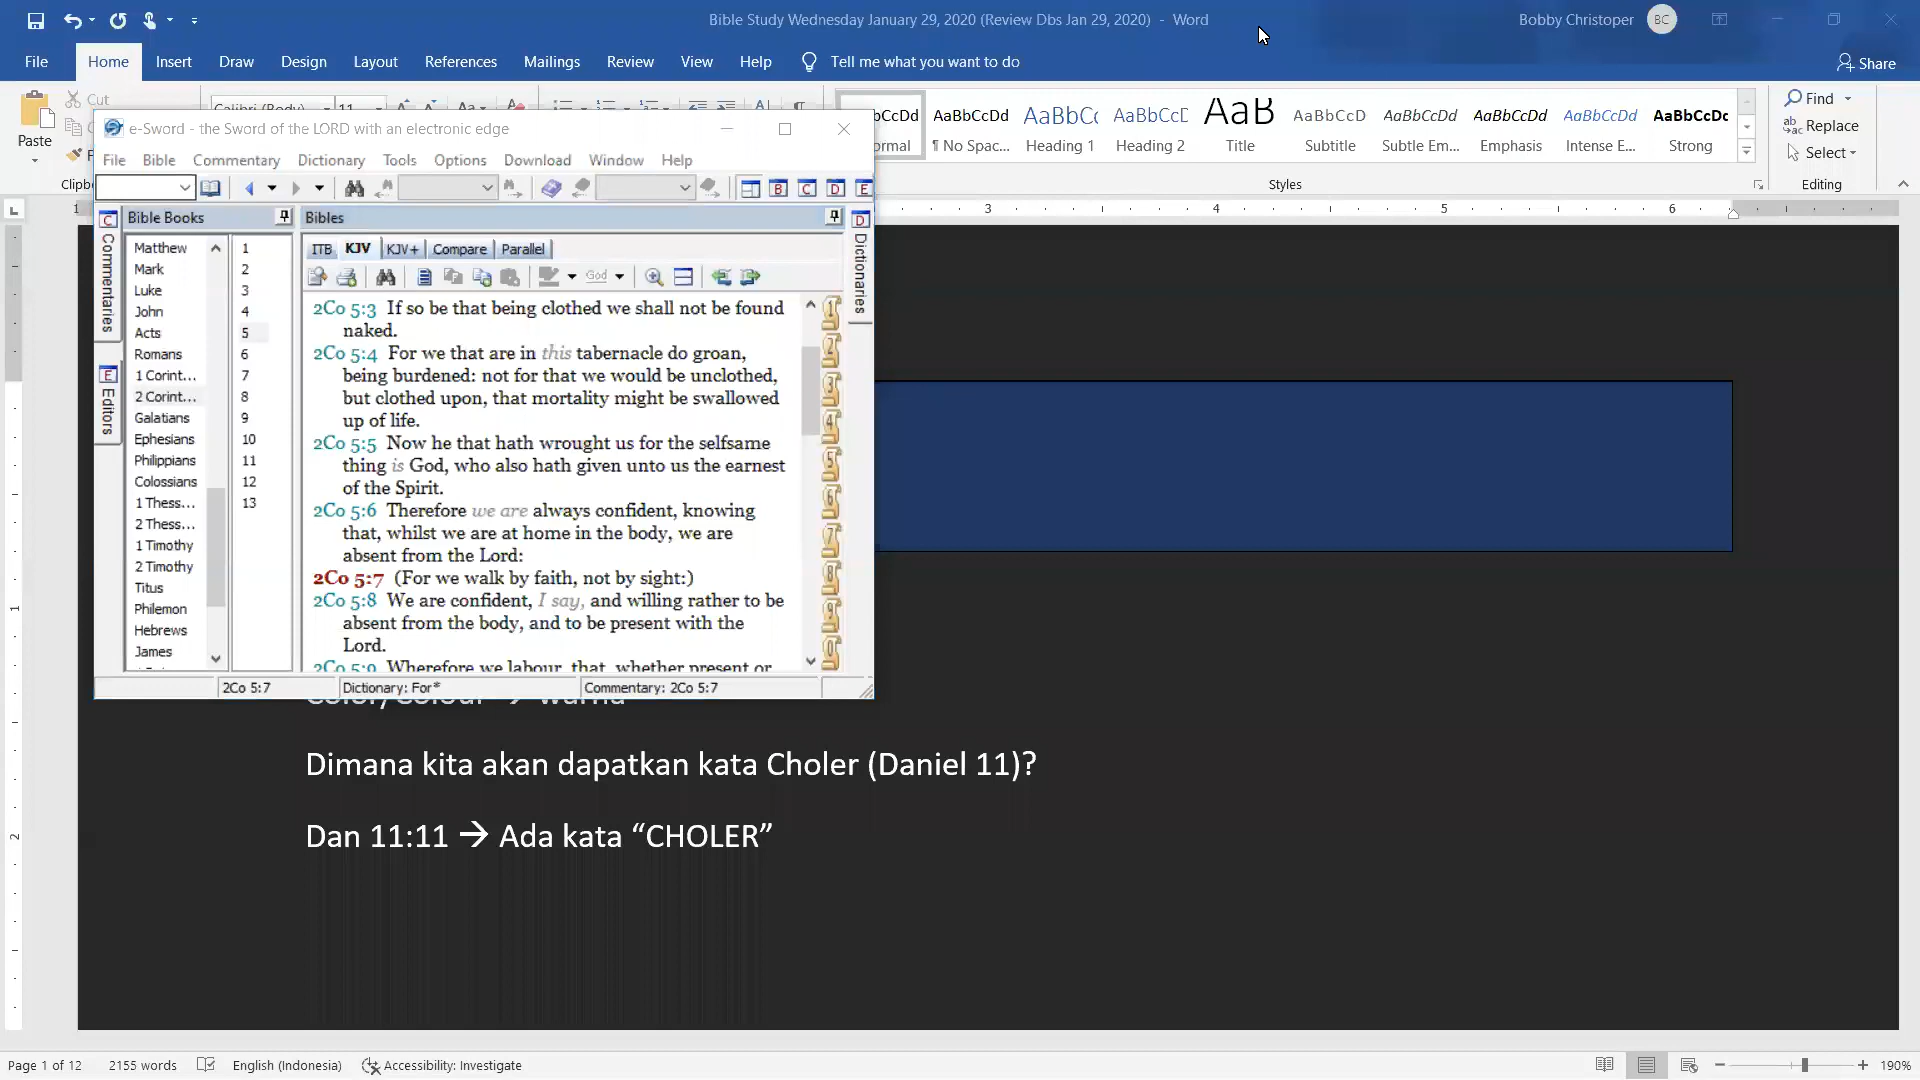 Bible Study Wednesday January 29, 2020 (Review Dbs Jan 29, 2020) - Word
Bobby Christoper BC
File Home Insert Draw Design Layout References Mailings Review View Help Tell me what you want to do Share
Cut
Paste
AaBbCcDd AaBbCc AaBbCcD AaB AaBbCcD AaBbCcDd AaBbCcDd AaBbCcDd AaBbCcDc
¶ No Spac... Heading 1 Heading 2 Title Subtitle Subtle Em... Emphasis Intense E... Strong
Styles
Find
Replace
Select
Editing
e-Sword - the Sword of the LORD with an electronic edge
File Bible Commentary Dictionary Tools Options Download Window Help
B C D E
Commentaries
Editors
Dictionaries
Bible Books
Matthew
Mark
Luke
John
Acts
Romans
1 Corint...
2 Corint...
Galatians
Ephesians
Philippians
Colossians
1 Thess...
2 Thess...
1 Timothy
2 Timothy
Titus
Philemon
Hebrews
James
1
2
3
4
5
6
7
8
9
10
11
12
13
Bibles
ITB KJV KJV+ Compare Parallel
God
2Co 5:3 If so be that being clothed we shall not be found
naked.
2Co 5:4 For we that are in this tabernacle do groan,
being burdened: not for that we would be unclothed,
but clothed upon, that mortality might be swallowed
up of life.
2Co 5:5 Now he that hath wrought us for the selfsame
thing is God, who also hath given unto us the earnest
of the Spirit.
2Co 5:6 Therefore we are always confident, knowing
that, whilst we are at home in the body, we are
absent from the Lord:
2Co 5:7 (For we walk by faith, not by sight:)
2Co 5:8 We are confident, I say, and willing rather to be
absent from the body, and to be present with the
Lord.
2Co 5:9 Wherefore we labour, that, whether present or
2Co 5:7 Dictionary: For* Commentary: 2Co 5:7
Color/Colour → warna
Dimana kita akan dapatkan kata Choler (Daniel 11)?
Dan 11:11 → Ada kata “CHOLER”
Page 1 of 12 2155 words English (Indonesia) Accessibility: Investigate 190%